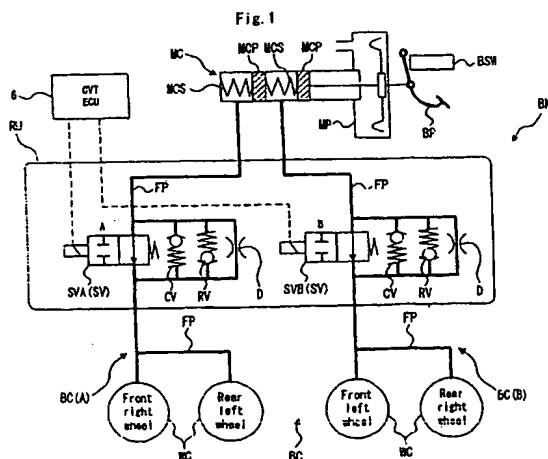 Fig.1
MC
MCP
MCS
MCP
MCS
BSW
MP
BP
6
CVT
ECU
RU
FP
FP
A
B
SVA(SV)
CV
RV
D
SVB(SV)
CV
RV
D
FP
FP
BC(A)
BC(B)
Front
right
wheel
Rear
left
wheel
Front
left
wheel
Rear
right
wheel
WC
BC
WC